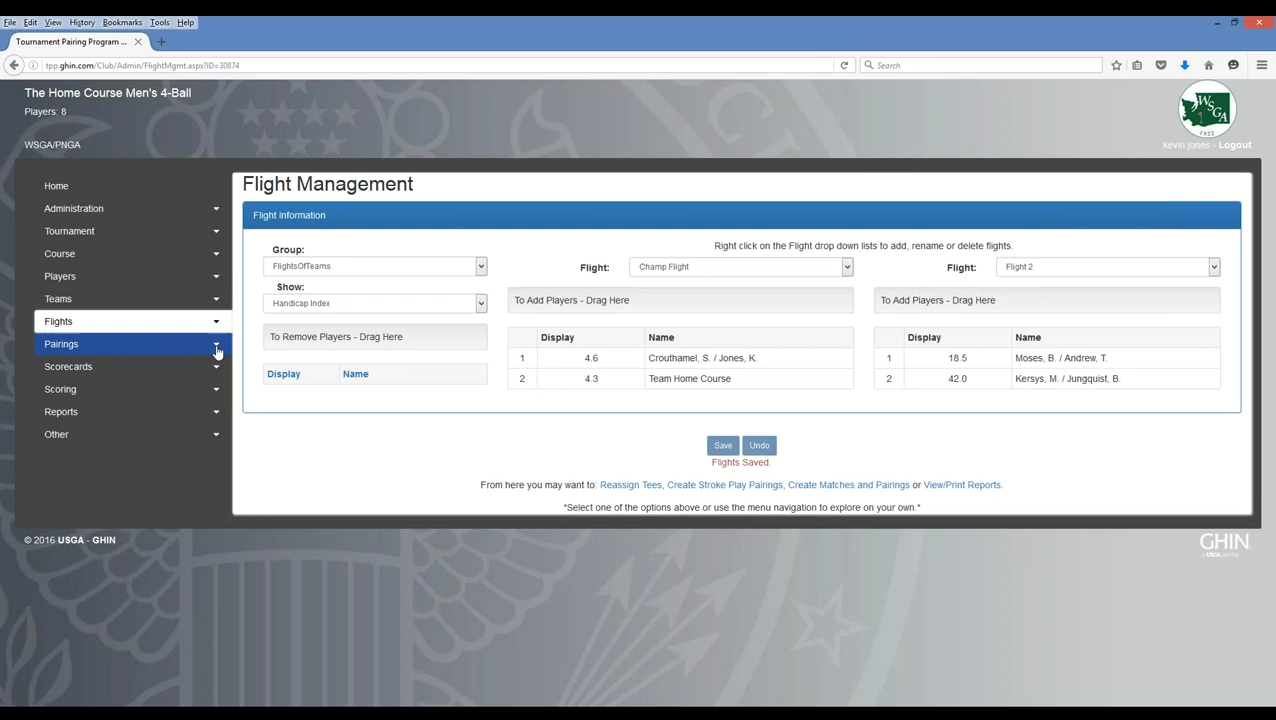 File Edit View History Bookmarks Tools Help
Tournament Pairing Program ...
tpp.ghin.com/Club/Admin/FlightMgmt.aspx?ID=30874
Search
The Home Course Men's 4-Ball
Players: 8
WSGA/PNGA
WSGA
1922
kevin jones - Logout
Home
Administration
Tournament
Course
Players
Teams
Flights
Pairings
Scorecards
Scoring
Reports
Other
Flight Management
Flight Information
Right click on the Flight drop down lists to add, rename or delete flights.
Group:
FlightsOfTeams
Show:
Handicap Index
To Remove Players - Drag Here
Display Name
Flight: Champ Flight
To Add Players - Drag Here
Display Name
1 4.6 Crouthamel, S. / Jones, K.
2 4.3 Team Home Course
Flight: Flight 2
To Add Players - Drag Here
Display Name
1 18.5 Moses, B. / Andrew, T.
2 42.0 Kersys, M. / Jungquist, B.
Save Undo
Flights Saved.
From here you may want to: Reassign Tees, Create Stroke Play Pairings, Create Matches and Pairings or View/Print Reports.
*Select one of the options above or use the menu navigation to explore on your own.*
© 2016 USGA - GHIN
GHIN